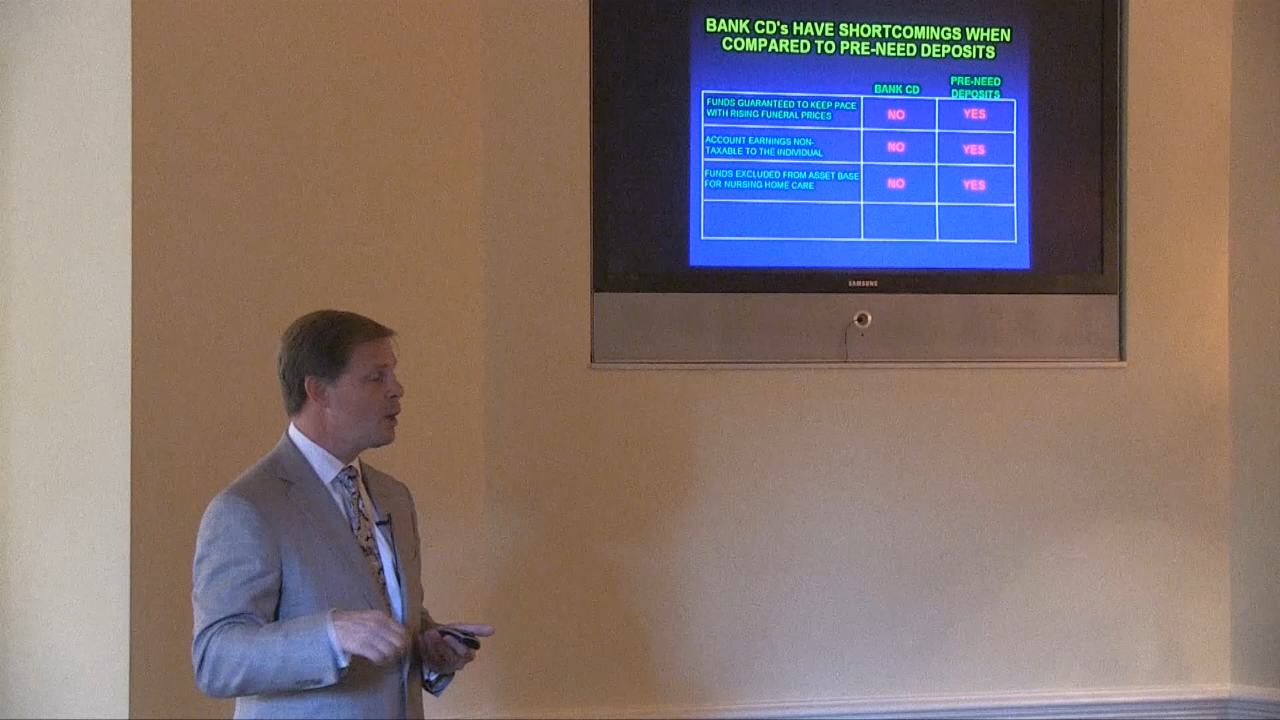 BANK CD's HAVE SHORTCOMINGS WHEN
COMPARED TO PRE-NEED DEPOSITS
BANK CD
PRE-NEED
DEPOSITS
FUNDS GUARANTEED TO KEEP PACE
WITH RISING FUNERAL PRICES
NO
YES
ACCOUNT EARNINGS NON-
TAXABLE TO THE INDIVIDUAL
NO
YES
FUNDS EXCLUDED FROM ASSET BASE
FOR NURSING HOME CARE
NO
YES
SAMSUNG